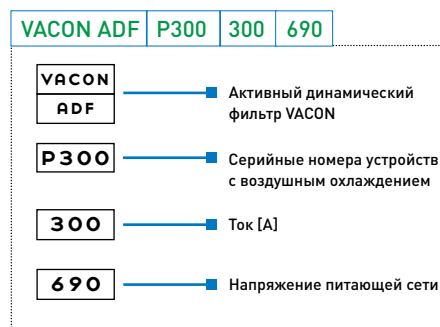 VACON ADF P300 300 690
VACON
ADF
Активный динамический
фильтр VACON
P300
Серийные номера устройств
с воздушным охлаждением
300
Ток [А]
690
Напряжение питающей сети